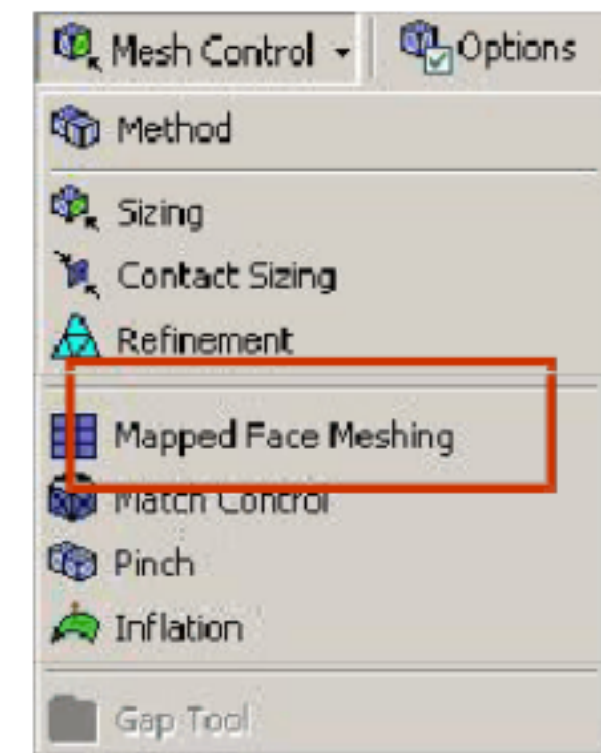 Mesh Control Options
Method
Sizing
Contact Sizing
Refinement
Mapped Face Meshing
Match Control
Pinch
Inflation
Gap Tool